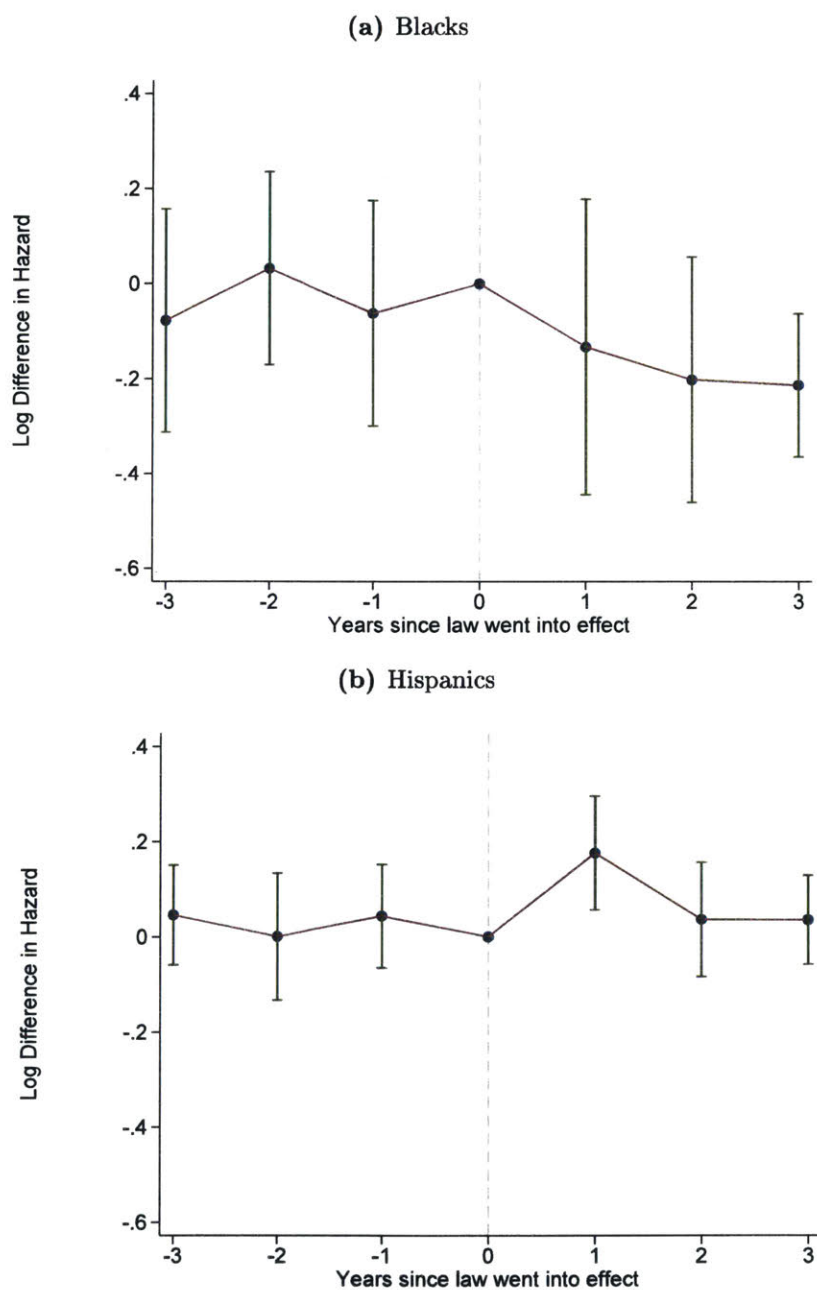 (a) Blacks
.4
.2
0
-.2
-.4
-.6
Log Difference in Hazard
-3 -2 -1 0 1 2 3
Years since law went into effect
(b) Hispanics
.4
.2
0
-.2
-.4
-.6
Log Difference in Hazard
-3 -2 -1 0 1 2 3
Years since law went into effect